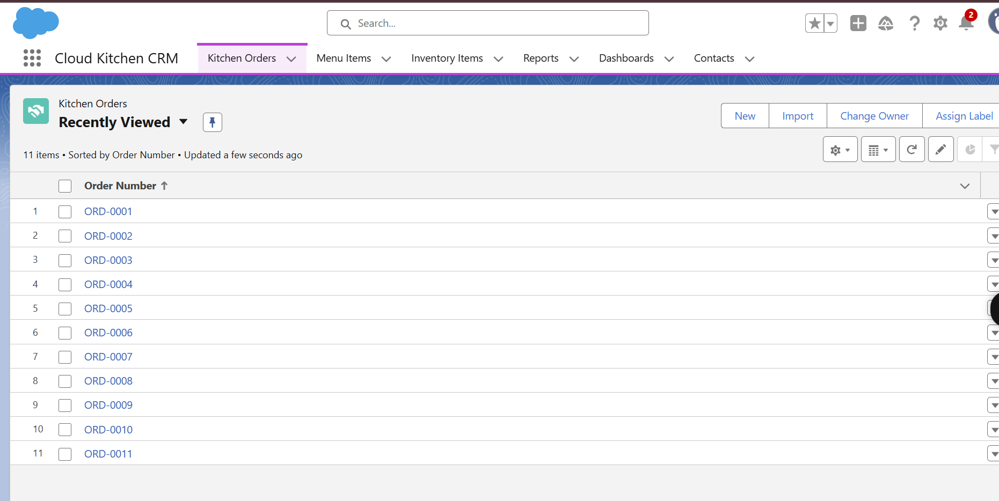 Search...
2
Cloud Kitchen CRM
Kitchen Orders
Menu Items
Inventory Items
Reports
Dashboards
Contacts
Kitchen Orders
Recently Viewed
New
Import
Change Owner
Assign Label
11 items • Sorted by Order Number • Updated a few seconds ago
Order Number
1 ORD-0001
2 ORD-0002
3 ORD-0003
4 ORD-0004
5 ORD-0005
6 ORD-0006
7 ORD-0007
8 ORD-0008
9 ORD-0009
10 ORD-0010
11 ORD-0011